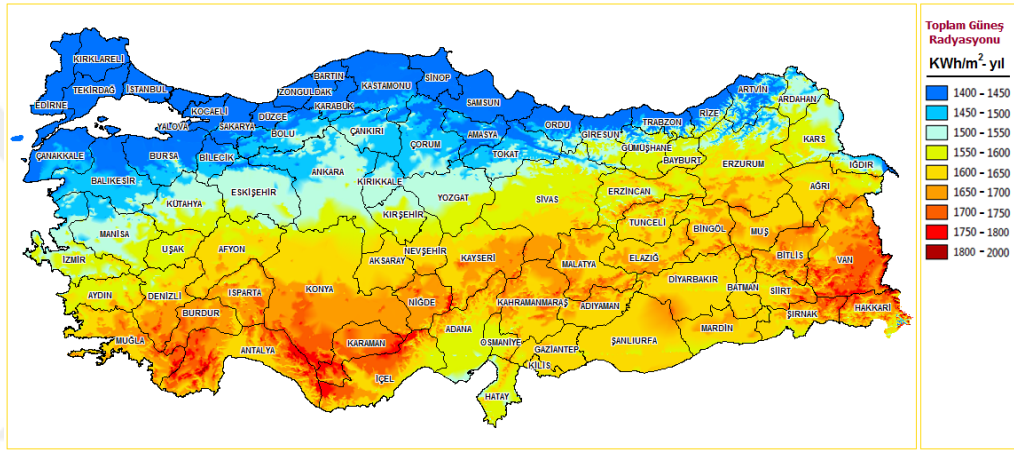 KIRKLARELİ
TEKİRDAĞ
İSTANBUL
EDİRNE
KOCAELİ
YALOVA
SAKARYA
DÜZCE
ZONGULDAK
BARTIN
KARABÜK
KASTAMONU
SİNOP
SAMSUN
BOLU
ÇANKIRI
ÇORUM
AMASYA
TOKAT
ORDU
GİRESUN
TRABZON
RİZE
ARTVİN
ARDAHAN
KARS
GÜMÜŞHANE
BAYBURT
ERZURUM
IĞDIR
AĞRI
ÇANAKKALE
BALIKESİR
BURSA
BİLECİK
ESKİŞEHİR
ANKARA
KIRIKKALE
YOZGAT
KIRŞEHİR
SİVAS
ERZİNCAN
TUNCELİ
BİNGÖL
MUŞ
KÜTAHYA
MANİSA
İZMİR
UŞAK
AFYON
AKSARAY
NEVŞEHİR
KAYSERİ
MALATYA
ELAZIĞ
DİYARBAKIR
BATMAN
BİTLİS
VAN
SİİRT
ŞIRNAK
HAKKARİ
AYDIN
DENİZLİ
ISPARTA
BURDUR
KONYA
NİĞDE
KAHRAMANMARAŞ
ADIYAMAN
MARDİN
ŞANLIURFA
MUĞLA
ANTALYA
KARAMAN
İÇEL
ADANA
OSMANİYE
GAZİANTEP
KİLİS
HATAY
Toplam Güneş
Radyasyonu
KWh/m²- yıl
1400 - 1450
1450 - 1500
1500 - 1550
1550 - 1600
1600 - 1650
1650 - 1700
1700 - 1750
1750 - 1800
1800 - 2000